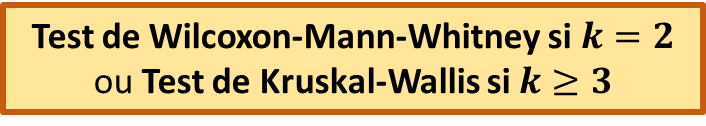 Test de Wilcoxon-Mann-Whitney si k = 2
ou Test de Kruskal-Wallis si k ≥ 3